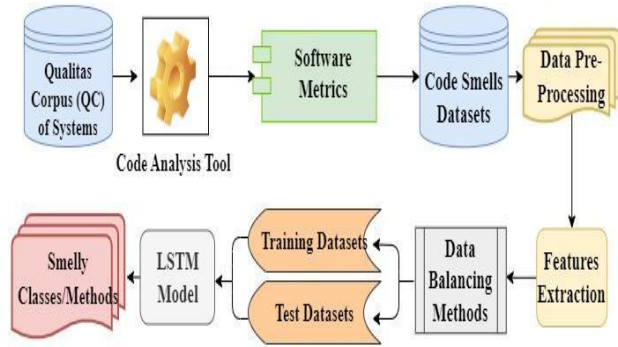 Qualitas
Corpus (QC)
of Systems
Code Analysis Tool
Software
Metrics
Code Smells
Datasets
Data Pre-
Processing
Features
Extraction
Data
Balancing
Methods
Training Datasets
Test Datasets
LSTM
Model
Smelly
Classes/Methods